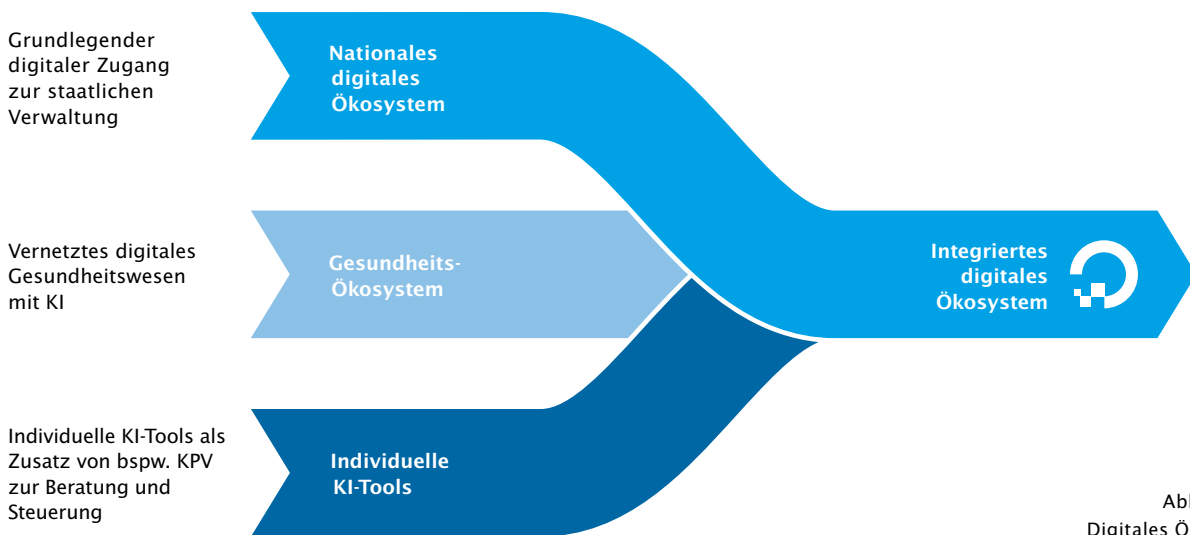 Grundlegender
digitaler Zugang
zur staatlichen
Verwaltung
Nationales
digitales
Ökosystem
Vernetztes digitales
Gesundheitswesen
mit KI
Gesundheits-
Ökosystem
Integriertes
digitales
Ökosystem
Individuelle KI-Tools als
Zusatz von bspw. KPV
zur Beratung und
Steuerung
Individuelle
KI-Tools
Digitales